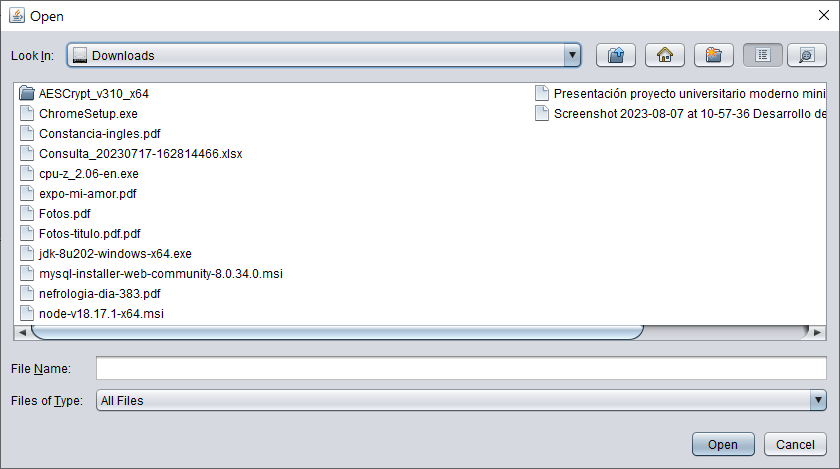 Open
Look In: Downloads
AESCrypt_v310_x64
ChromeSetup.exe
Constancia-ingles.pdf
Consulta_20230717-162814466.xlsx
cpu-z_2.06-en.exe
expo-mi-amor.pdf
Fotos.pdf
Fotos-titulo.pdf.pdf
jdk-8u202-windows-x64.exe
mysql-installer-web-community-8.0.34.0.msi
nefrologia-dia-383.pdf
node-v18.17.1-x64.msi
Presentación proyecto universitario moderno mini
Screenshot 2023-08-07 at 10-57-36 Desarrollo de
File Name:
Files of Type: All Files
Open Cancel